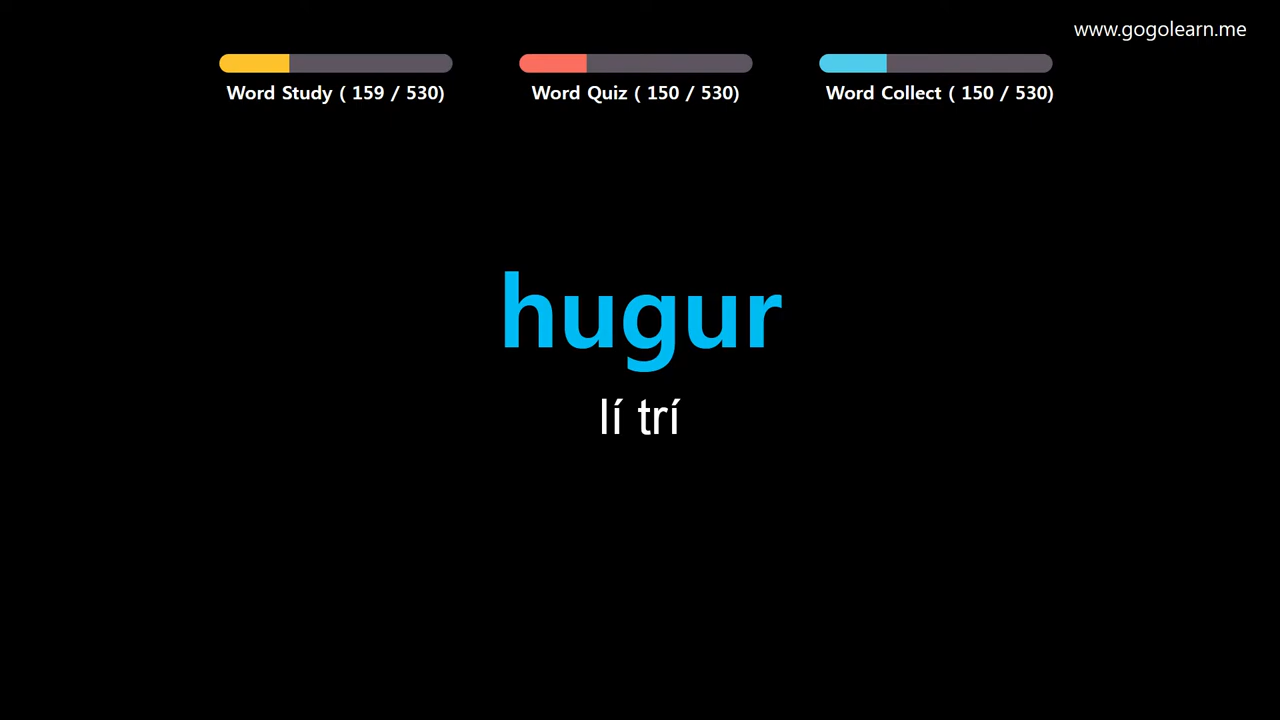 www.gogolearn.me
Word Study ( 159 / 530)
Word Quiz ( 150 / 530)
Word Collect ( 150 / 530)
hugur
lí trí